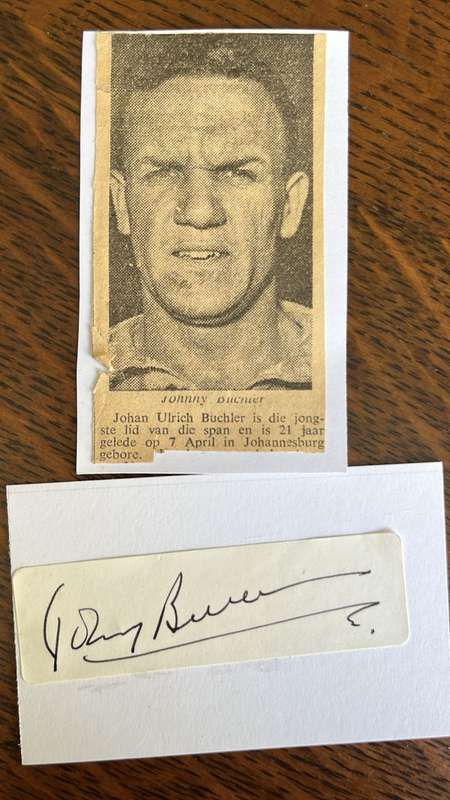 Johnny Buchler
Johan Ulrich Buchler is die jong-
ste lid van die span en is 21 jaar
gelede op 7 April in Johannesburg
gebore.
Johnny